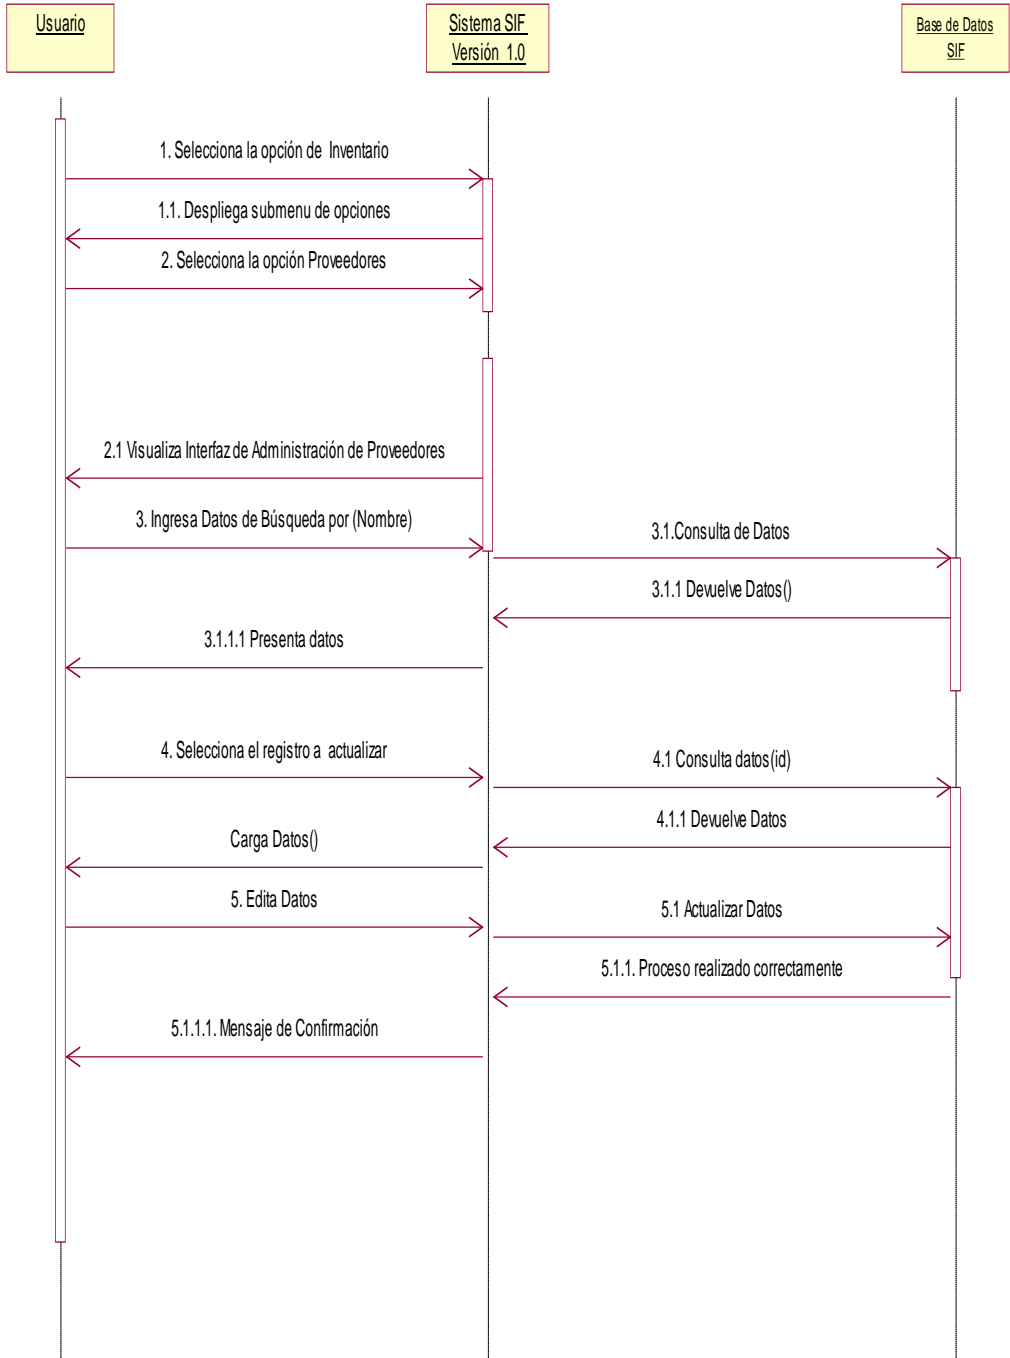 Usuario
Sistema SIF
Versión 1.0
Base de Datos
SIF
1. Selecciona la opción de Inventario
1.1. Despliega submenu de opciones
2. Selecciona la opción Proveedores
2.1 Visualiza Interfaz de Administración de Proveedores
3. Ingresa Datos de Búsqueda por (Nombre)
3.1.Consulta de Datos
3.1.1 Devuelve Datos()
3.1.1.1 Presenta datos
4. Selecciona el registro a actualizar
4.1 Consulta datos(id)
4.1.1 Devuelve Datos
Carga Datos()
5. Edita Datos
5.1 Actualizar Datos
5.1.1. Proceso realizado correctamente
5.1.1.1. Mensaje de Confirmación